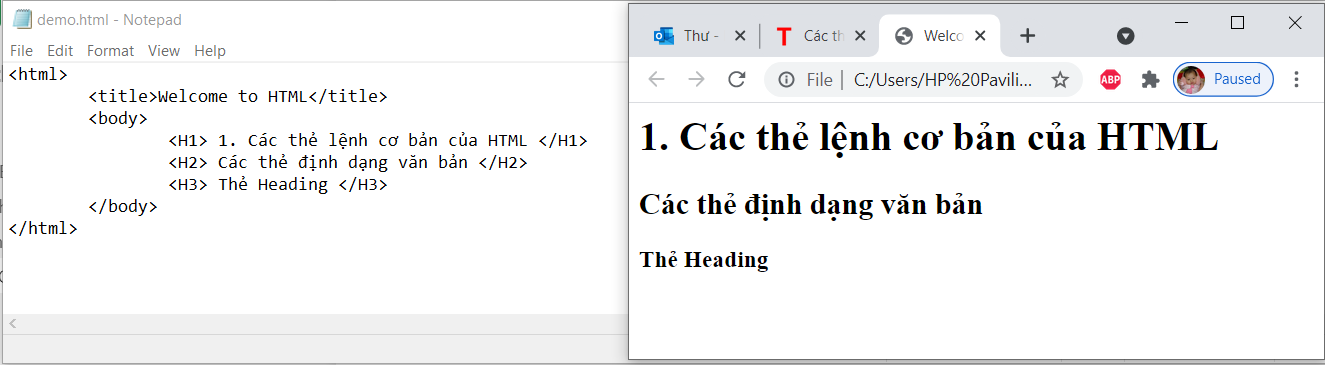 demo.html - Notepad
File Edit Format View Help
<html>
<title>Welcome to HTML</title>
<body>
<H1> 1. Các thẻ lệnh cơ bản của HTML </H1>
<H2> Các thẻ định dạng văn bản </H2>
<H3> Thẻ Heading </H3>
</body>
</html>
Thư - Các th Welco
File C:/Users/HP%20Pavili... ABP Paused
1. Các thẻ lệnh cơ bản của HTML
Các thẻ định dạng văn bản
Thẻ Heading